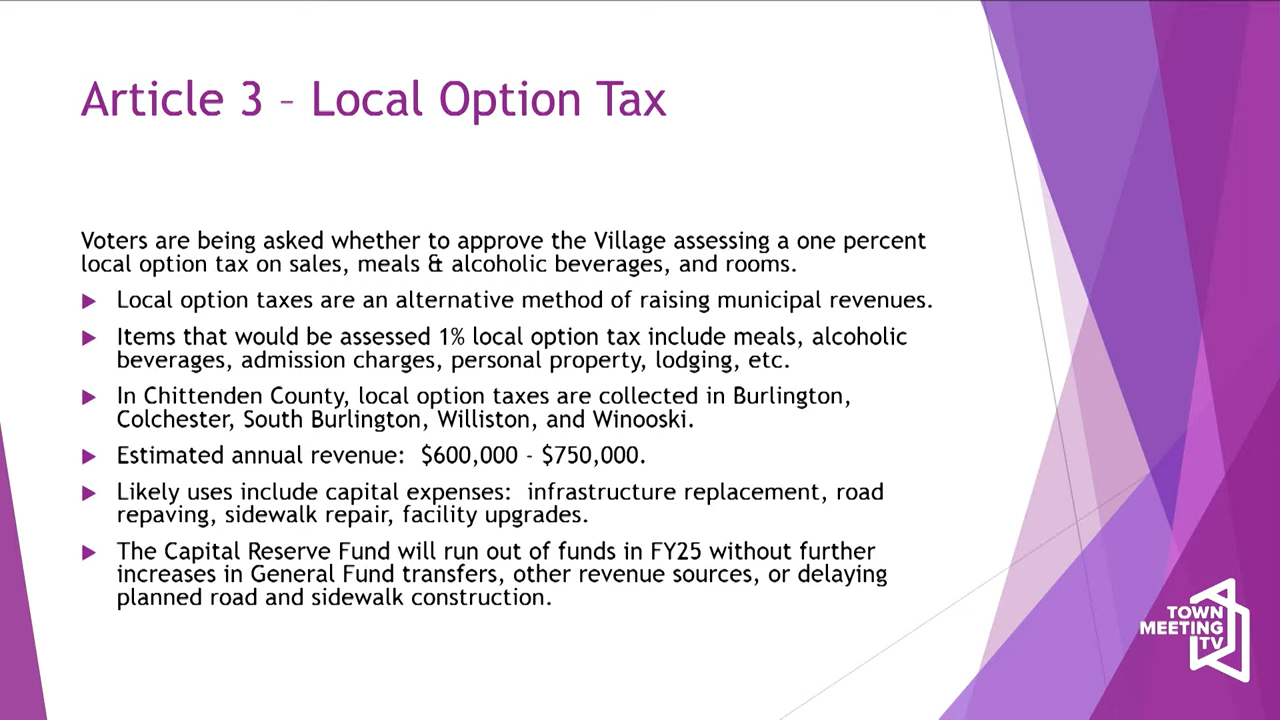 Article 3 – Local Option Tax
Voters are being asked whether to approve the Village assessing a one percent
local option tax on sales, meals & alcoholic beverages, and rooms.
Local option taxes are an alternative method of raising municipal revenues.
Items that would be assessed 1% local option tax include meals, alcoholic
beverages, admission charges, personal property, lodging, etc.
In Chittenden County, local option taxes are collected in Burlington,
Colchester, South Burlington, Williston, and Winooski.
Estimated annual revenue:  $600,000 - $750,000.
Likely uses include capital expenses:  infrastructure replacement, road
repaving, sidewalk repair, facility upgrades.
The Capital Reserve Fund will run out of funds in FY25 without further
increases in General Fund transfers, other revenue sources, or delaying
planned road and sidewalk construction.
TOWN
MEETING
TV